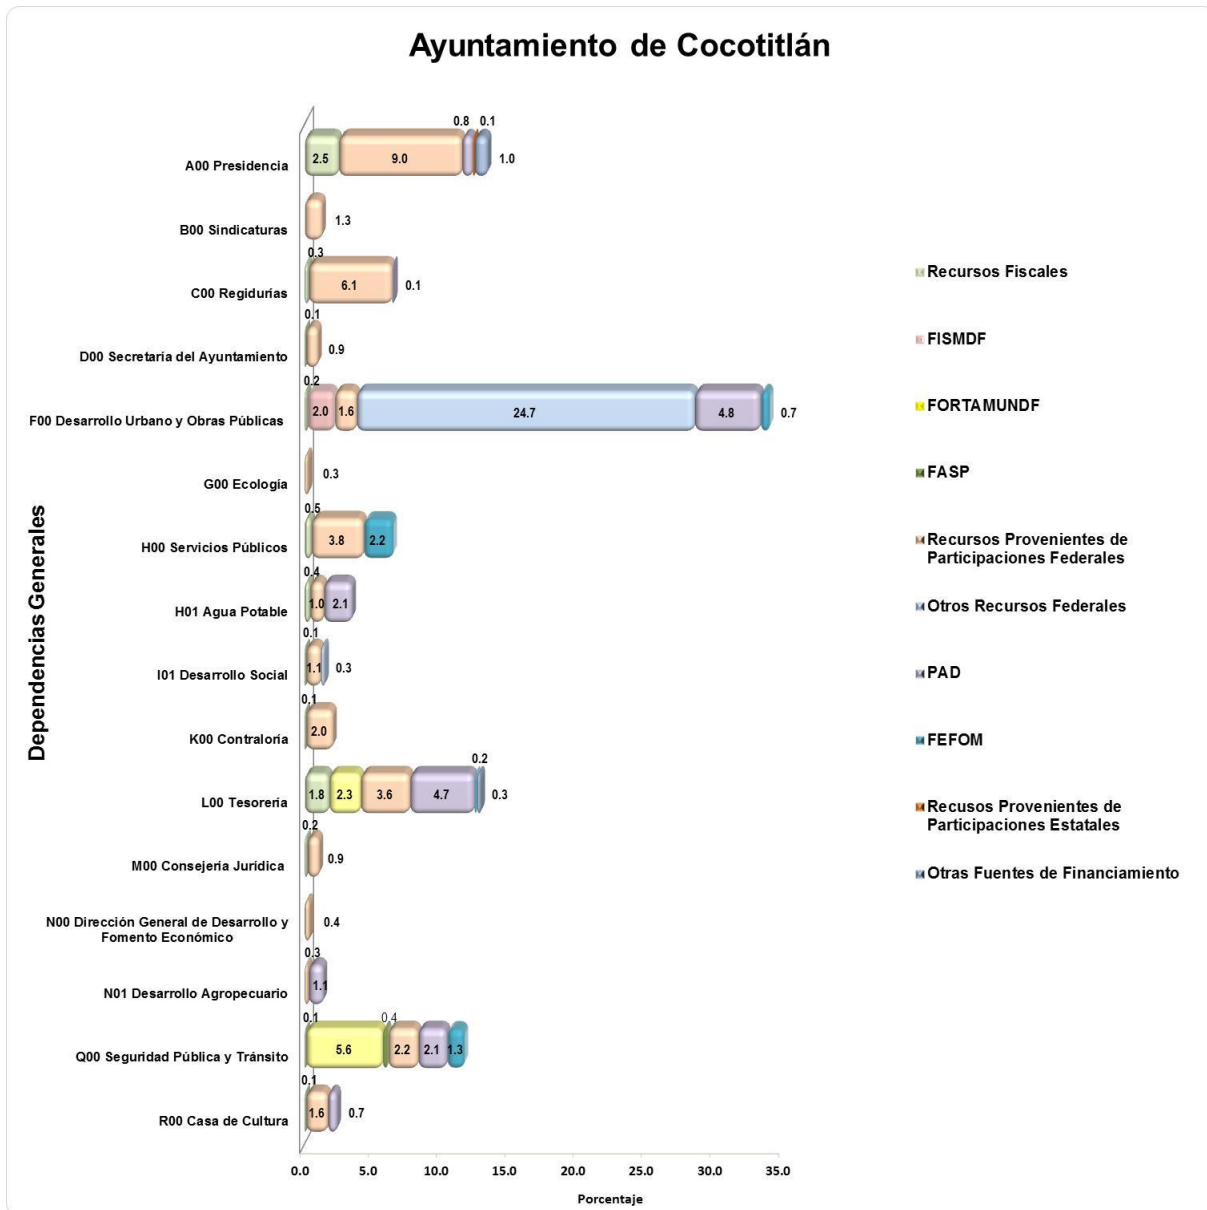 Ayuntamiento de Cocotitlán
Dependencias Generales
A00 Presidencia
2.5
9.0
0.8
0.1
1.0
B00 Sindicaturas
1.3
C00 Regidurías
0.3
6.1
0.1
D00 Secretaría del Ayuntamiento
0.1
0.9
F00 Desarrollo Urbano y Obras Públicas
0.2
2.0
1.6
24.7
4.8
0.7
G00 Ecología
0.3
H00 Servicios Públicos
0.5
3.8
2.2
H01 Agua Potable
0.4
1.0
2.1
I01 Desarrollo Social
0.1
1.1
0.3
K00 Contraloría
0.1
2.0
L00 Tesorería
1.8
2.3
3.6
4.7
0.2
0.3
M00 Consejería Jurídica
0.2
0.9
N00 Dirección General de Desarrollo y
Fomento Económico
0.4
N01 Desarrollo Agropecuario
0.3
1.1
Q00 Seguridad Pública y Tránsito
0.1
5.6
0.4
2.2
2.1
1.3
R00 Casa de Cultura
0.1
1.6
0.7
0.0 5.0 10.0 15.0 20.0 25.0 30.0 35.0
Porcentaje
Recursos Fiscales
FISMDF
FORTAMUNDF
FASP
Recursos Provenientes de
Participaciones Federales
Otros Recursos Federales
PAD
FEFOM
Recusos Provenientes de
Participaciones Estatales
Otras Fuentes de Financiamiento